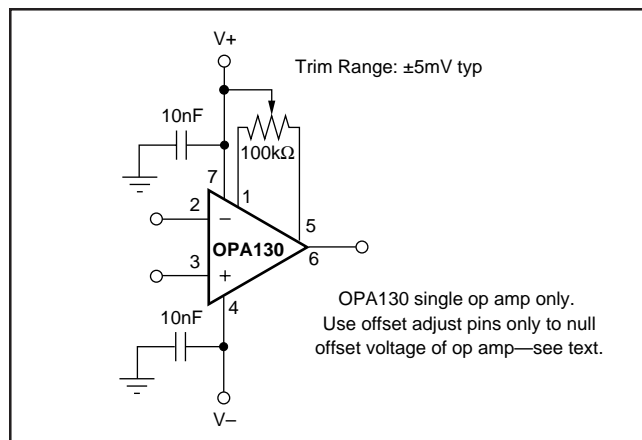 V+
Trim Range: ±5mV typ
10nF
100kΩ
7
1
5
2
–
OPA130
6
3
+
4
10nF
OPA130 single op amp only.
Use offset adjust pins only to null
offset voltage of op amp—see text.
V–